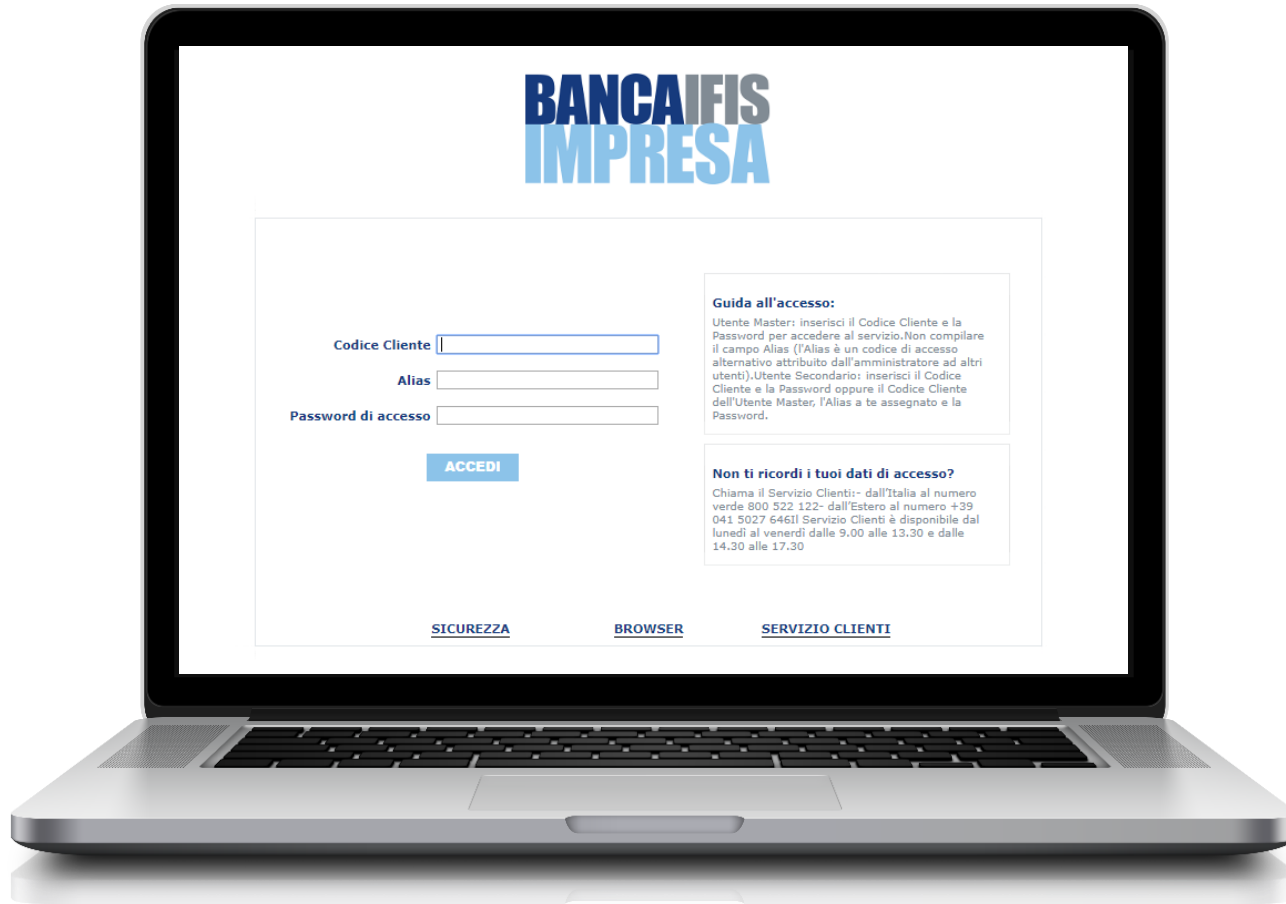 BANCAIFIS
IMPRESA
Codice Cliente
Alias
Password di accesso
ACCEDI
Guida all'accesso:
Utente Master: inserisci il Codice Cliente e la
Password per accedere al servizio.Non compilare
il campo Alias (l'Alias è un codice di accesso
alternativo attribuito dall'amministratore ad altri
utenti).Utente Secondario: inserisci il Codice
Cliente e la Password oppure il Codice Cliente
dell'Utente Master, l'Alias a te assegnato e la
Password.
Non ti ricordi i tuoi dati di accesso?
Chiama il Servizio Clienti:- dall'Italia al numero
verde 800 522 122- dall'Estero al numero +39
041 5027 646Il Servizio Clienti è disponibile dal
lunedì al venerdì dalle 9.00 alle 13.30 e dalle
14.30 alle 17.30
SICUREZZA
BROWSER
SERVIZIO CLIENTI